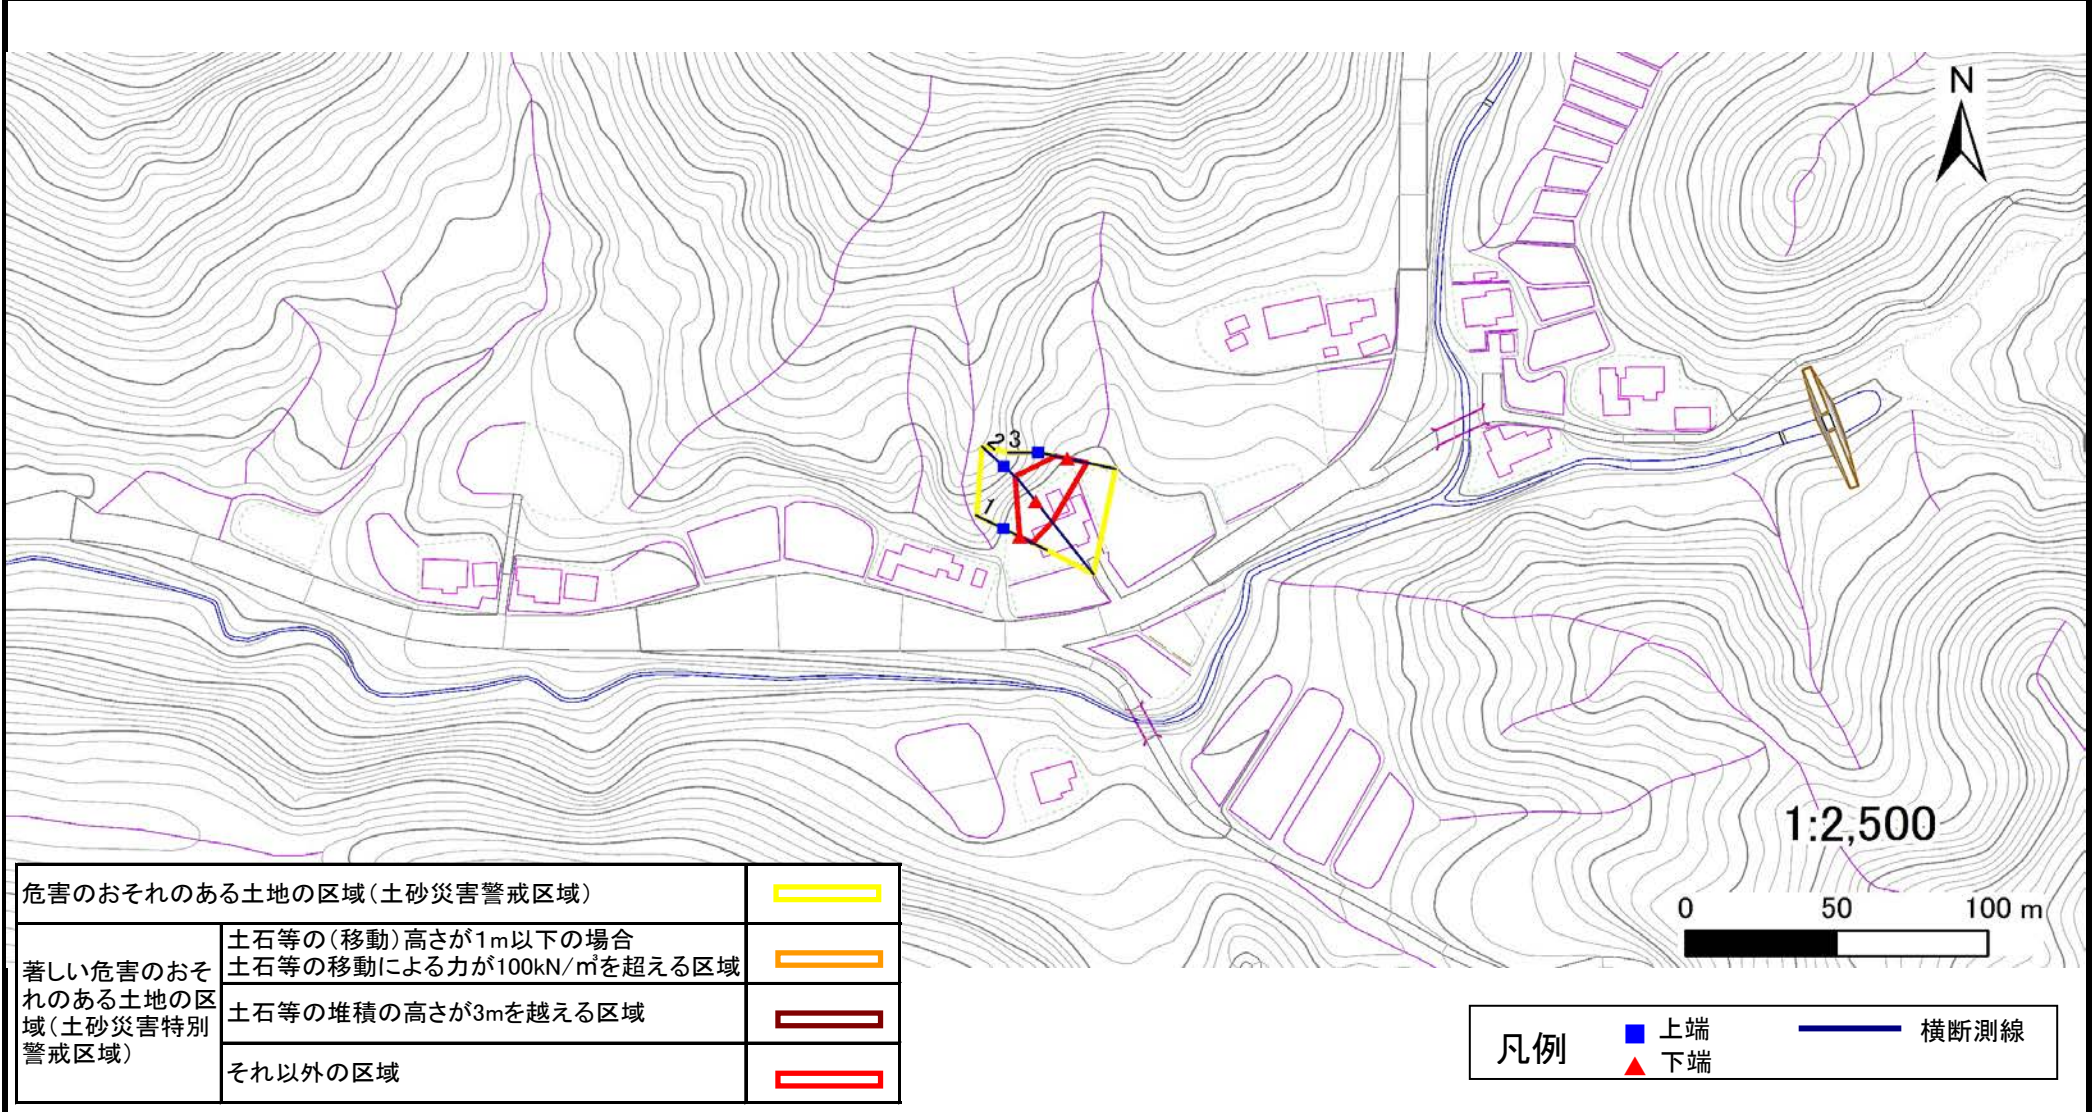 N
2 3
1
1:2,500
0 50 100 m
危害のおそれのある土地の区域(土砂災害警戒区域)
著しい危害のおそ
れのある土地の区
域(土砂災害特別
警戒区域)
土石等の(移動)高さが1m以下の場合
土石等の移動による力が100kN/㎥を超える区域
土石等の堆積の高さが3mを越える区域
それ以外の区域
凡例
上端
下端
横断測線